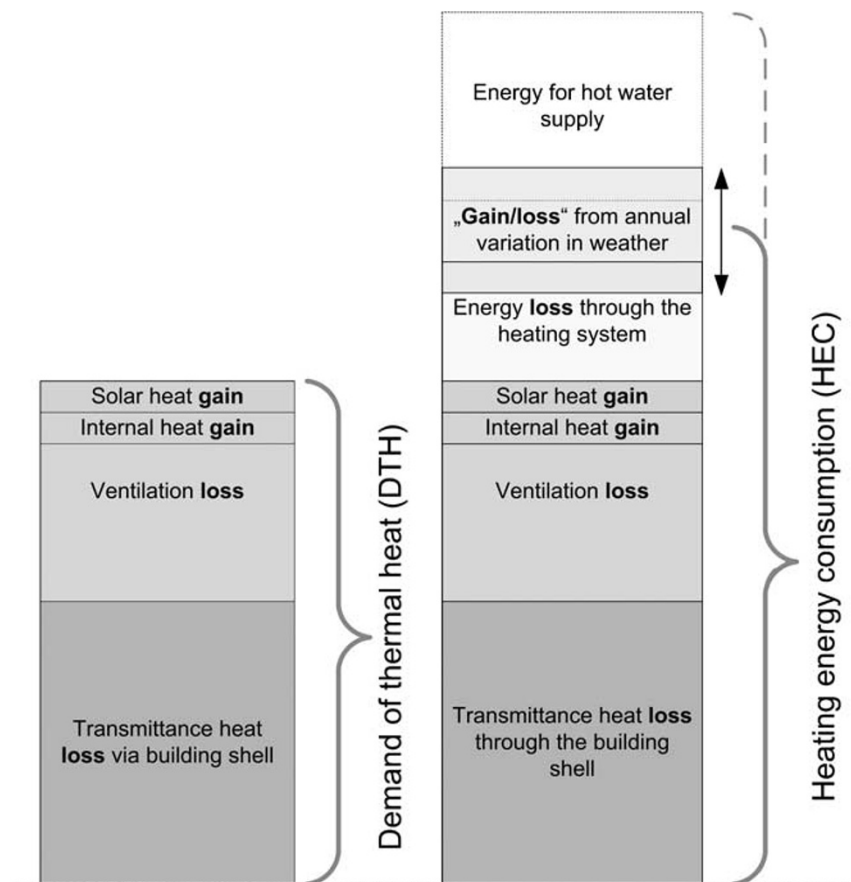 Energy for hot water
supply
„Gain/loss“ from annual
variation in weather
Energy loss through the
heating system
Solar heat gain
Internal heat gain
Ventilation loss
Transmittance heat
loss via building shell
Demand of thermal heat (DTH)
Solar heat gain
Internal heat gain
Ventilation loss
Transmittance heat loss
through the building
shell
Heating energy consumption (HEC)